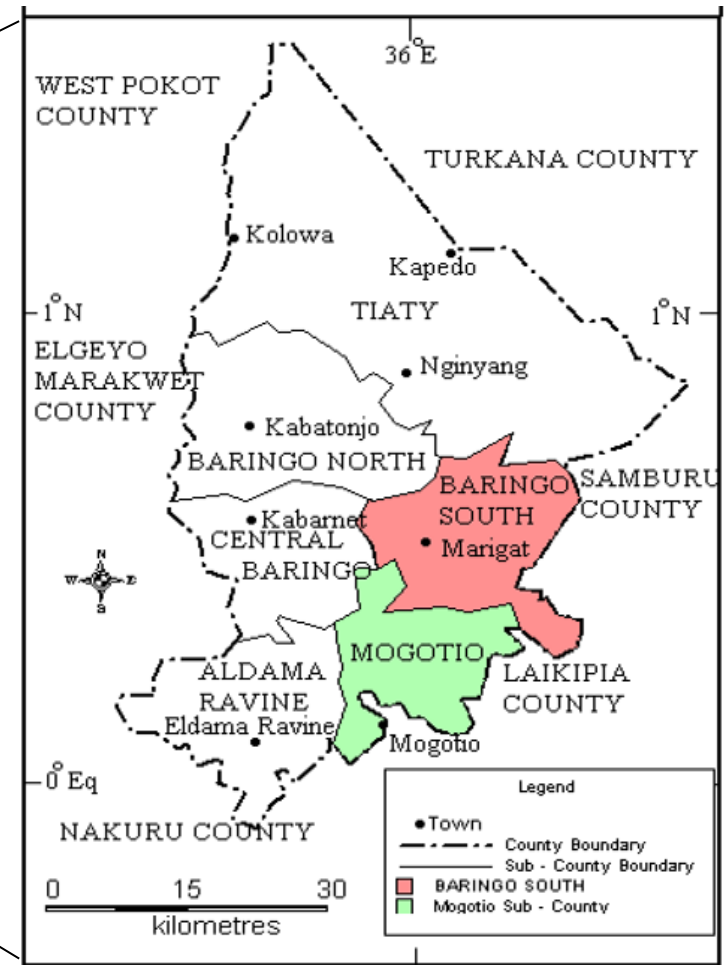 36°E
WEST POKOT
COUNTY
TURKANA COUNTY
Kolowa
Kapedo
TIATY
1°N
1°N
ELGEYO
MARAKWET
COUNTY
Nginyang
Kabatonjo
BARINGO NORTH
BARINGO
SOUTH
SAMBURU
COUNTY
Kabarnet
CENTRAL
BARINGO
Marigat
N
W
E
S
MOGOTIO
LAIKIPIA
COUNTY
ALDAMA
RAVINE
Eldama Ravine
Mogotio
0° Eq
NAKURU COUNTY
Legend
Town
County Boundary
Sub - County Boundary
BARINGO SOUTH
Mogotio Sub - County
0 15 30
kilometres